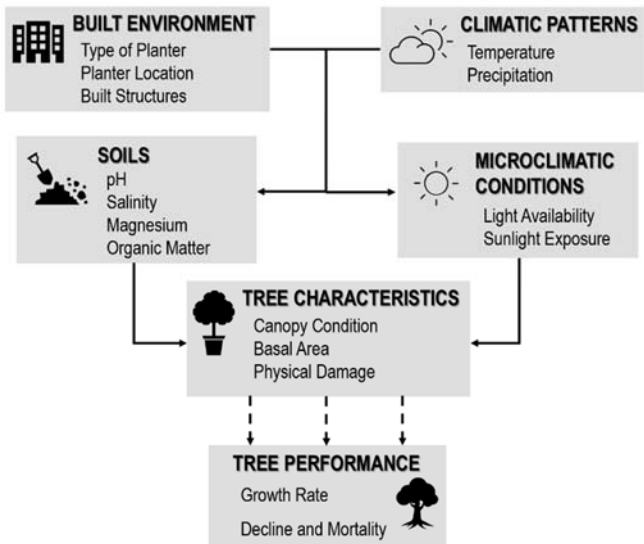 BUILT ENVIRONMENT
Type of Planter
Planter Location
Built Structures
CLIMATIC PATTERNS
Temperature
Precipitation
SOILS
pH
Salinity
Magnesium
Organic Matter
MICROCLIMATIC
CONDITIONS
Light Availability
Sunlight Exposure
TREE CHARACTERISTICS
Canopy Condition
Basal Area
Physical Damage
TREE PERFORMANCE
Growth Rate
Decline and Mortality